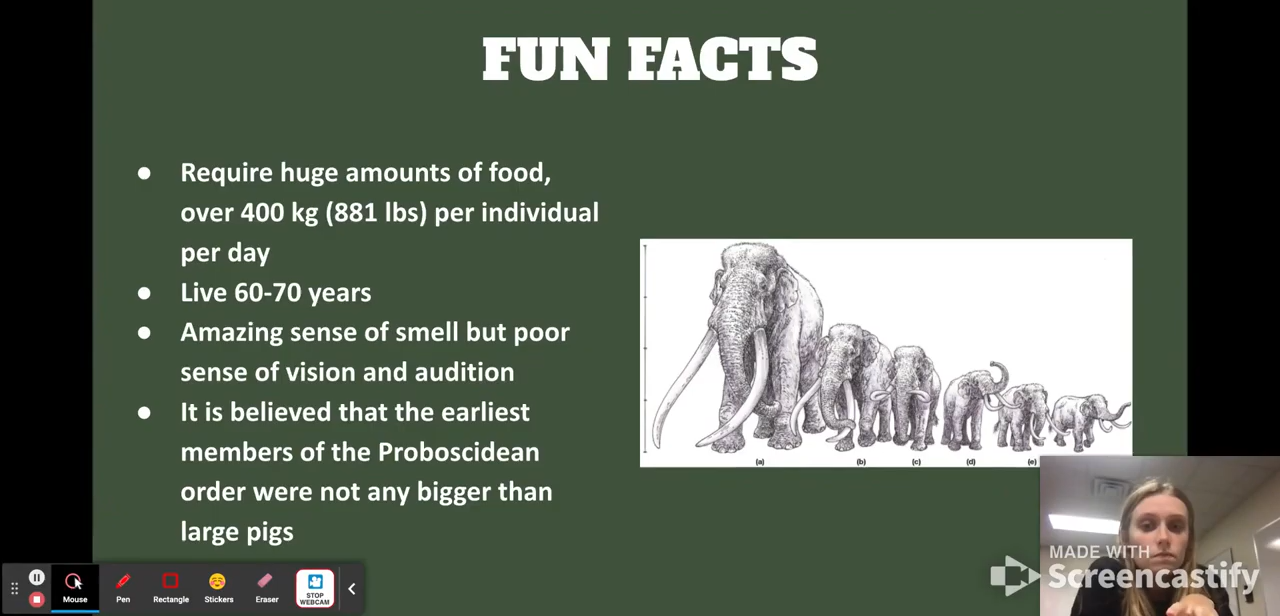 FUN FACTS
● Require huge amounts of food,
over 400 kg (881 lbs) per individual
per day
● Live 60-70 years
● Amazing sense of smell but poor
sense of vision and audition
● It is believed that the earliest
members of the Proboscidean
order were not any bigger than
large pigs
(a) (b) (c) (d) (e)
MADE WITH
Screencastify
Mouse Pen Rectangle Stickers Eraser STOP
WEBCAM